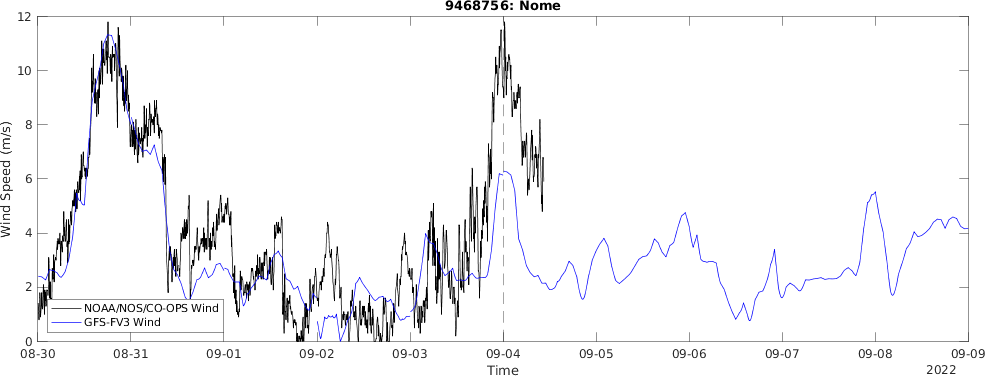 9468756: Nome
12
10
8
6
4
2
0
Wind Speed (m/s)
NOAA/NOS/CO-OPS Wind
GFS-FV3 Wind
08-30 08-31 09-01 09-02 09-03 09-04 09-05 09-06 09-07 09-08 09-09
Time
2022